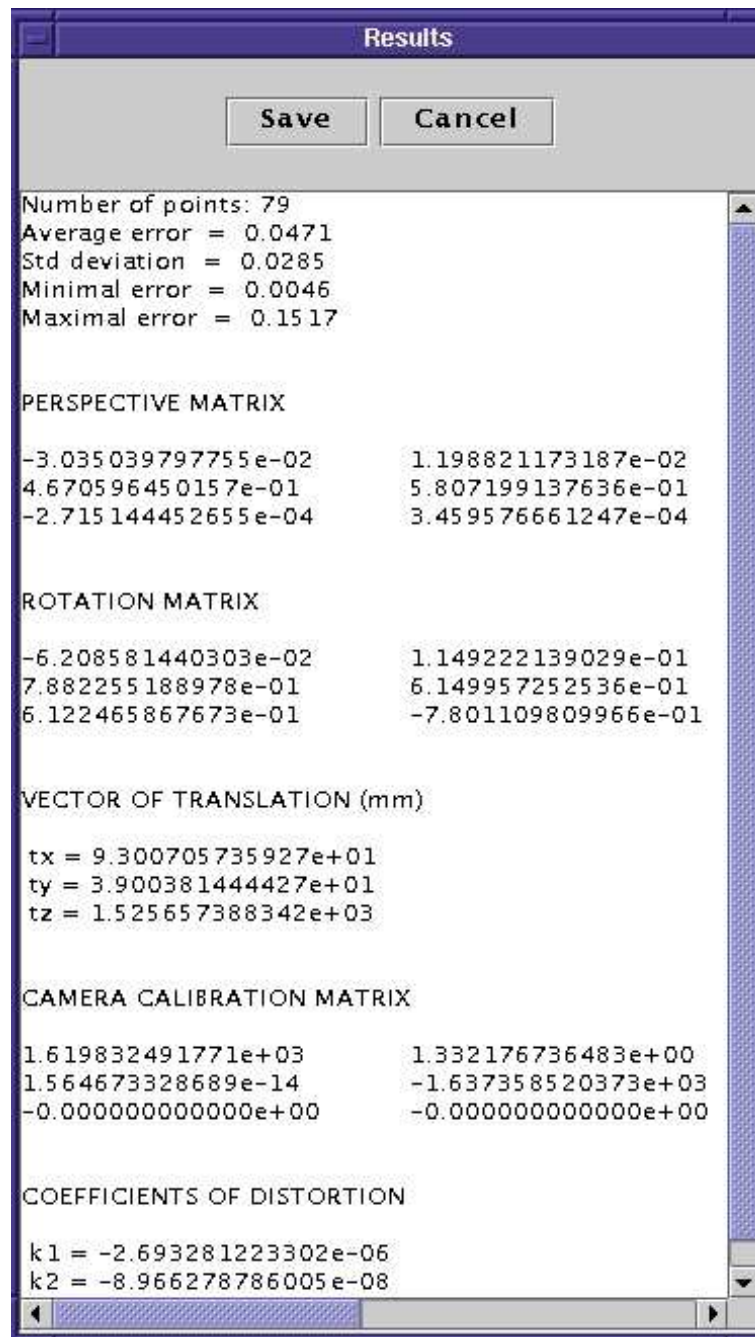 Results
Save Cancel
Number of points: 79
Average error = 0.0471
Std deviation = 0.0285
Minimal error = 0.0046
Maximal error = 0.1517
PERSPECTIVE MATRIX
-3.035039797755e-02 1.198821173187e-02
4.670596450157e-01 5.807199137636e-01
-2.715144452655e-04 3.459576661247e-04
ROTATION MATRIX
-6.208581440303e-02 1.149222139029e-01
7.882255188978e-01 6.149957252536e-01
6.122465867673e-01 -7.801109809966e-01
VECTOR OF TRANSLATION (mm)
tx = 9.300705735927e+01
ty = 3.900381444427e+01
tz = 1.525657388342e+03
CAMERA CALIBRATION MATRIX
1.619832491771e+03 1.332176736483e+00
1.564673328689e-14 -1.637358520373e+03
-0.000000000000e+00 -0.000000000000e+00
COEFFICIENTS OF DISTORTION
k1 = -2.693281223302e-06
k2 = -8.966278786005e-08